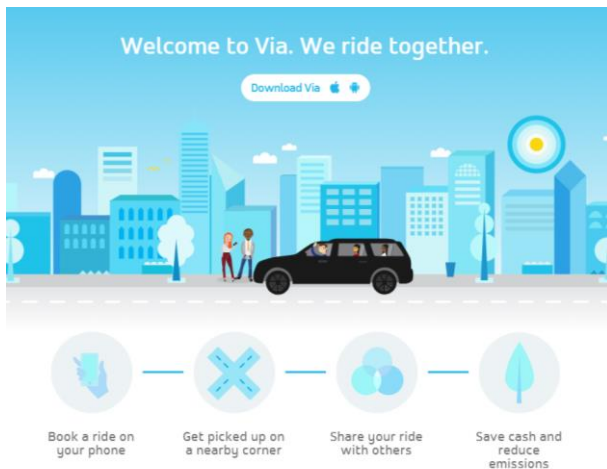 Welcome to Via. We ride together.
Download Via
Book a ride on
your phone
Get picked up on
a nearby corner
Share your ride
with others
Save cash and
reduce
emissions